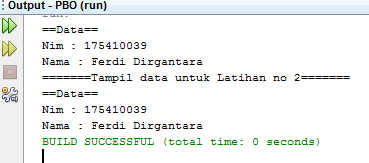 Output - PBO (run)
run:
==Data==
Nim : 175410039
Nama : Ferdi Dirgantara
=======Tampil data untuk Latihan no 2=======
==Data==
Nim : 175410039
Nama : Ferdi Dirgantara
BUILD SUCCESSFUL (total time: 0 seconds)